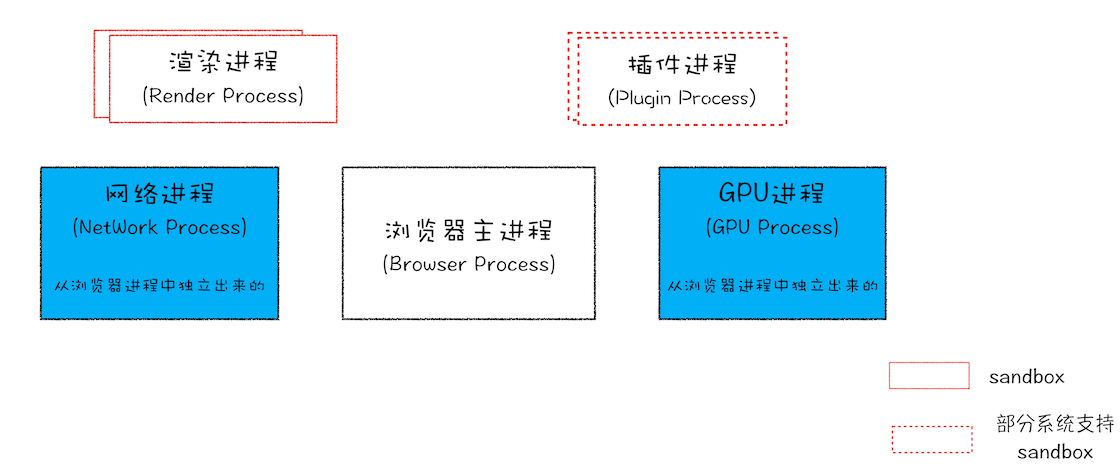 渲染进程
(Render Process)
插件进程
(Plugin Process)
网络进程
(NetWork Process)
从浏览器进程中独立出来的
浏览器主进程
(Browser Process)
GPU进程
(GPU Process)
从浏览器进程中独立出来的
sandbox
部分系统支持
sandbox